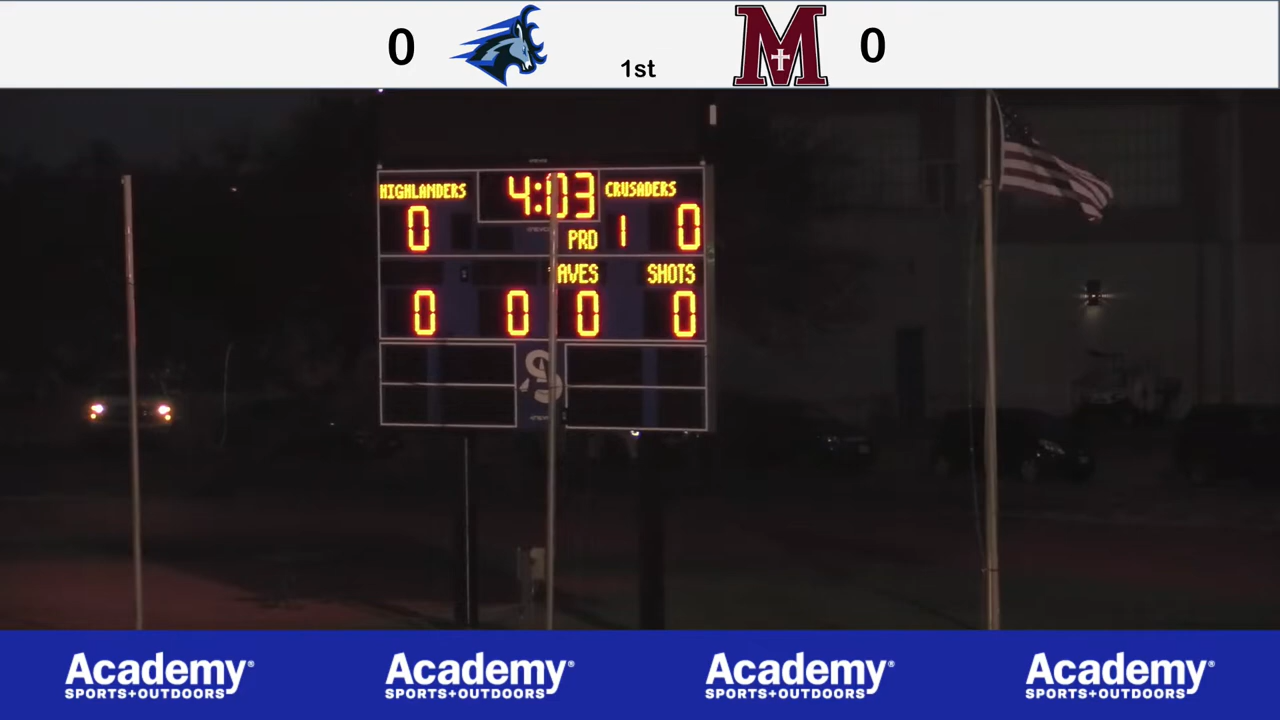 0 1st M 0
HIGHLANDERS 4:03 CRUSADERS
0 PRD 1 0
AVES SHOTS
0 0 0 0
Academy® Academy® Academy® Academy®
SPORTS+OUTDOORS SPORTS+OUTDOORS SPORTS+OUTDOORS SPORTS+OUTDOORS